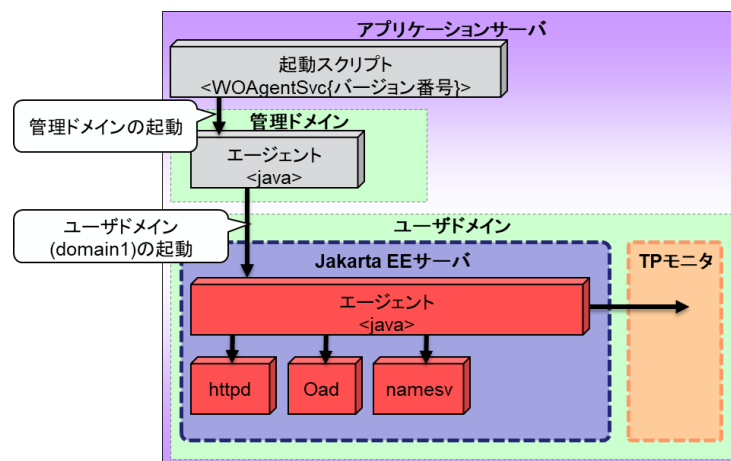 アプリケーションサーバ
起動スクリプト
<WOAgentSvc{バージョン番号}>
管理ドメインの起動
管理ドメイン
エージェント
<java>
ユーザドメイン
(domain1)の起動
ユーザドメイン
Jakarta EEサーバ
TPモニタ
エージェント
<java>
httpd
Oad
namesv